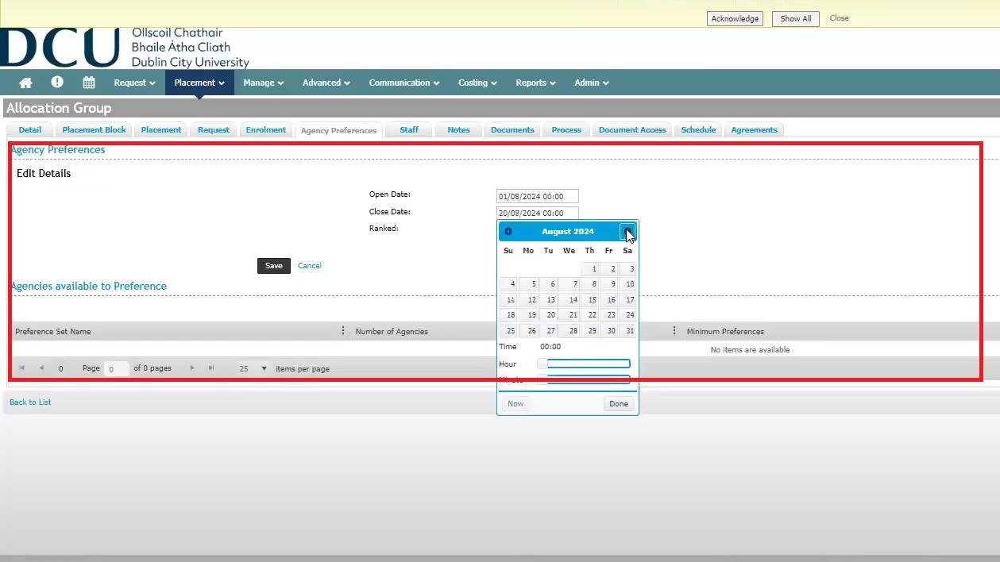 Acknowledge Show All Close
DCU
Ollscoil Chathair
Bhaile Átha Cliath
Dublin City University
Request Placement Manage Advanced Communication Costing Reports Admin
Allocation Group
Detail Placement Block Placement Request Enrolment Agency Preferences Staff Notes Documents Process Document Access Schedule Agreements
Agency Preferences
Edit Details
Open Date: 01/08/2024 00:00
Close Date: 20/08/2024 00:00
Ranked:
August 2024
Su Mo Tu We Th Fr Sa
1 2 3
4 5 6 7 8 9 10
11 12 13 14 15 16 17
18 19 20 21 22 23 24
25 26 27 28 29 30 31
Time 00:00
Hour
Minute
Now Done
Save Cancel
Agencies available to Preference
Preference Set Name Number of Agencies Minimum Preferences
No items are available
0 Page 0 of 0 pages 25 items per page
Back to List